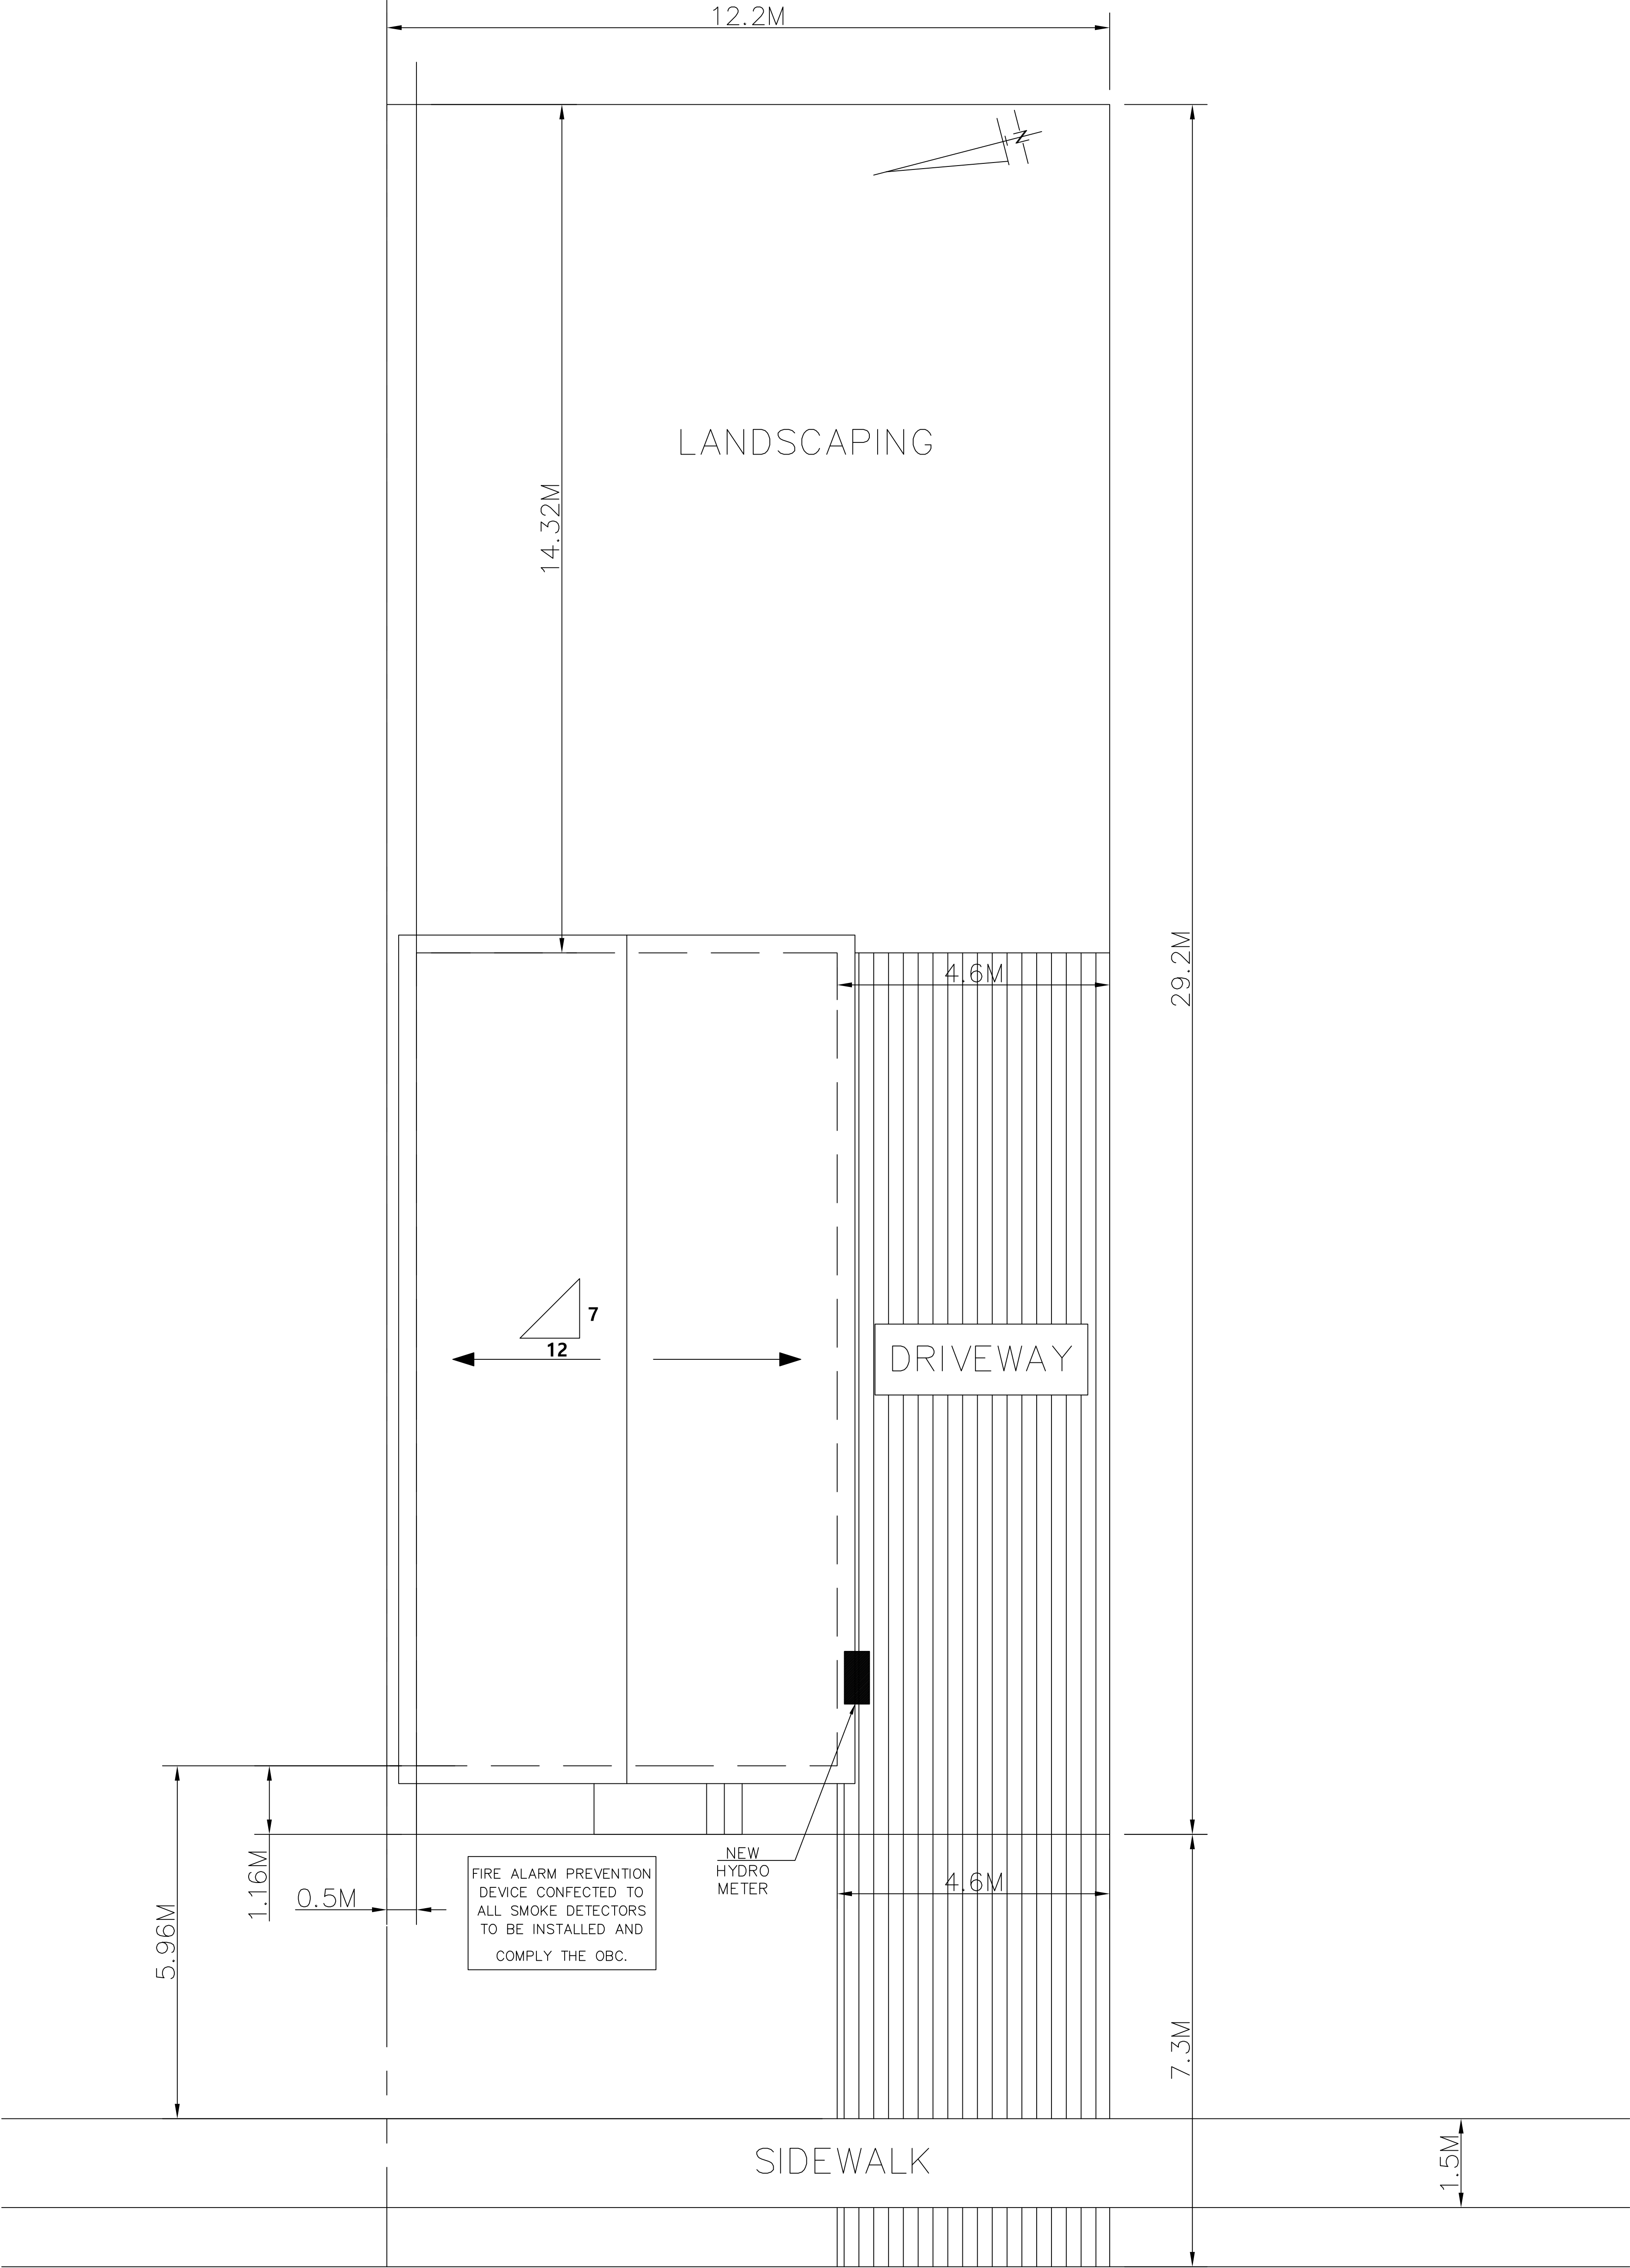 12.2M
N
LANDSCAPING
14.32M
29.2M
4.6M
7
12
DRIVEWAY
NEW
HYDRO
METER
FIRE ALARM PREVENTION
DEVICE CONFECTED TO
ALL SMOKE DETECTORS
TO BE INSTALLED AND
COMPLY THE OBC.
1.16M
0.5M
4.6M
5.96M
7.3M
SIDEWALK
1.5M